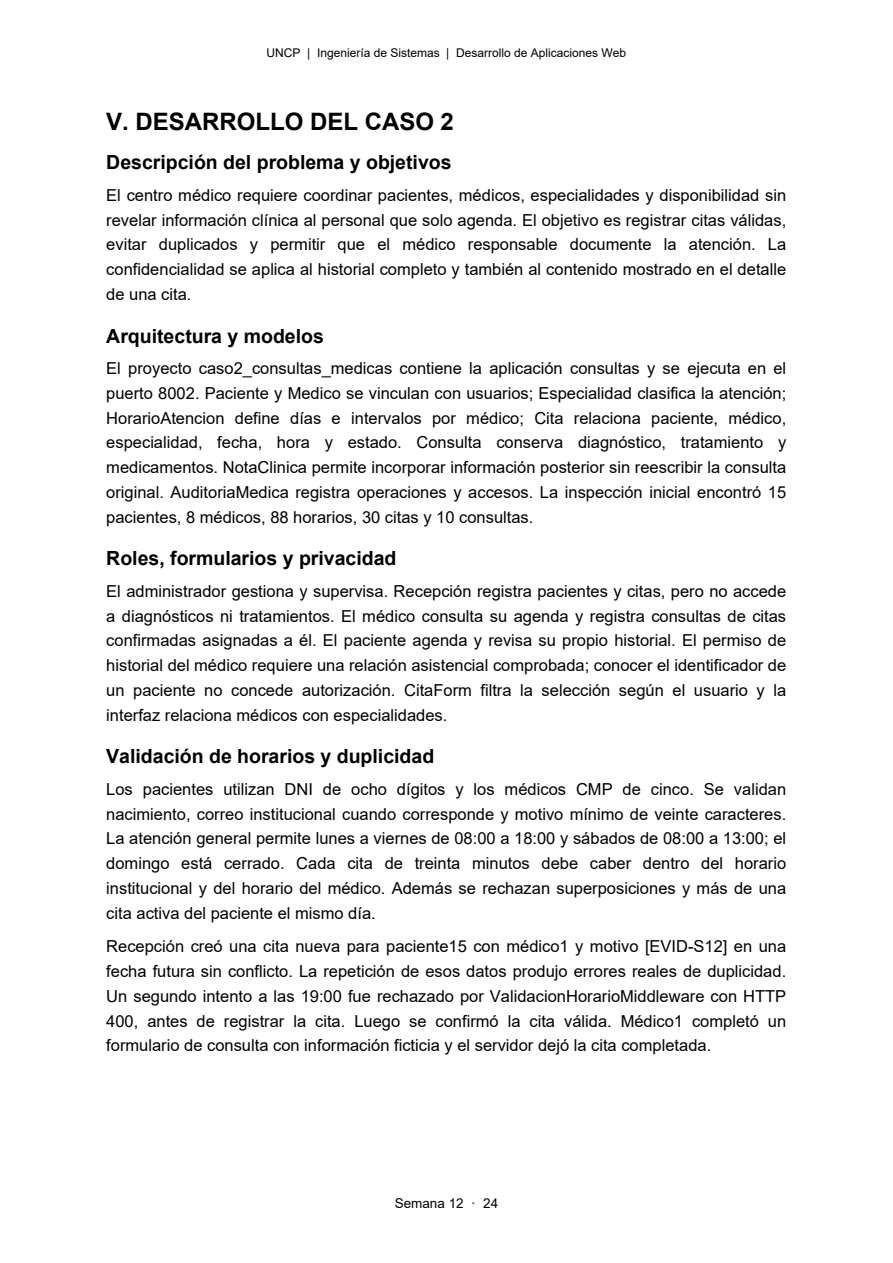 UNCP | Ingeniería de Sistemas | Desarrollo de Aplicaciones Web
V. DESARROLLO DEL CASO 2
Descripción del problema y objetivos
El centro médico requiere coordinar pacientes, médicos, especialidades y disponibilidad sin
revelar información clínica al personal que solo agenda. El objetivo es registrar citas válidas,
evitar duplicados y permitir que el médico responsable documente la atención. La
confidencialidad se aplica al historial completo y también al contenido mostrado en el detalle
de una cita.
Arquitectura y modelos
El proyecto caso2_consultas_medicas contiene la aplicación consultas y se ejecuta en el
puerto 8002. Paciente y Medico se vinculan con usuarios; Especialidad clasifica la atención;
HorarioAtencion define días e intervalos por médico; Cita relaciona paciente, médico,
especialidad, fecha, hora y estado. Consulta conserva diagnóstico, tratamiento y
medicamentos. NotaClinica permite incorporar información posterior sin reescribir la consulta
original. AuditoriaMedica registra operaciones y accesos. La inspección inicial encontró 15
pacientes, 8 médicos, 88 horarios, 30 citas y 10 consultas.
Roles, formularios y privacidad
El administrador gestiona y supervisa. Recepción registra pacientes y citas, pero no accede
a diagnósticos ni tratamientos. El médico consulta su agenda y registra consultas de citas
confirmadas asignadas a él. El paciente agenda y revisa su propio historial. El permiso de
historial del médico requiere una relación asistencial comprobada; conocer el identificador de
un paciente no concede autorización. CitaForm filtra la selección según el usuario y la
interfaz relaciona médicos con especialidades.
Validación de horarios y duplicidad
Los pacientes utilizan DNI de ocho dígitos y los médicos CMP de cinco. Se validan
nacimiento, correo institucional cuando corresponde y motivo mínimo de veinte caracteres.
La atención general permite lunes a viernes de 08:00 a 18:00 y sábados de 08:00 a 13:00; el
domingo está cerrado. Cada cita de treinta minutos debe caber dentro del horario
institucional y del horario del médico. Además se rechazan superposiciones y más de una
cita activa del paciente el mismo día.
Recepción creó una cita nueva para paciente15 con médico1 y motivo [EVID-S12] en una
fecha futura sin conflicto. La repetición de esos datos produjo errores reales de duplicidad.
Un segundo intento a las 19:00 fue rechazado por ValidacionHorarioMiddleware con HTTP
400, antes de registrar la cita. Luego se confirmó la cita válida. Médico1 completó un
formulario de consulta con información ficticia y el servidor dejó la cita completada.
Semana 12 · 24